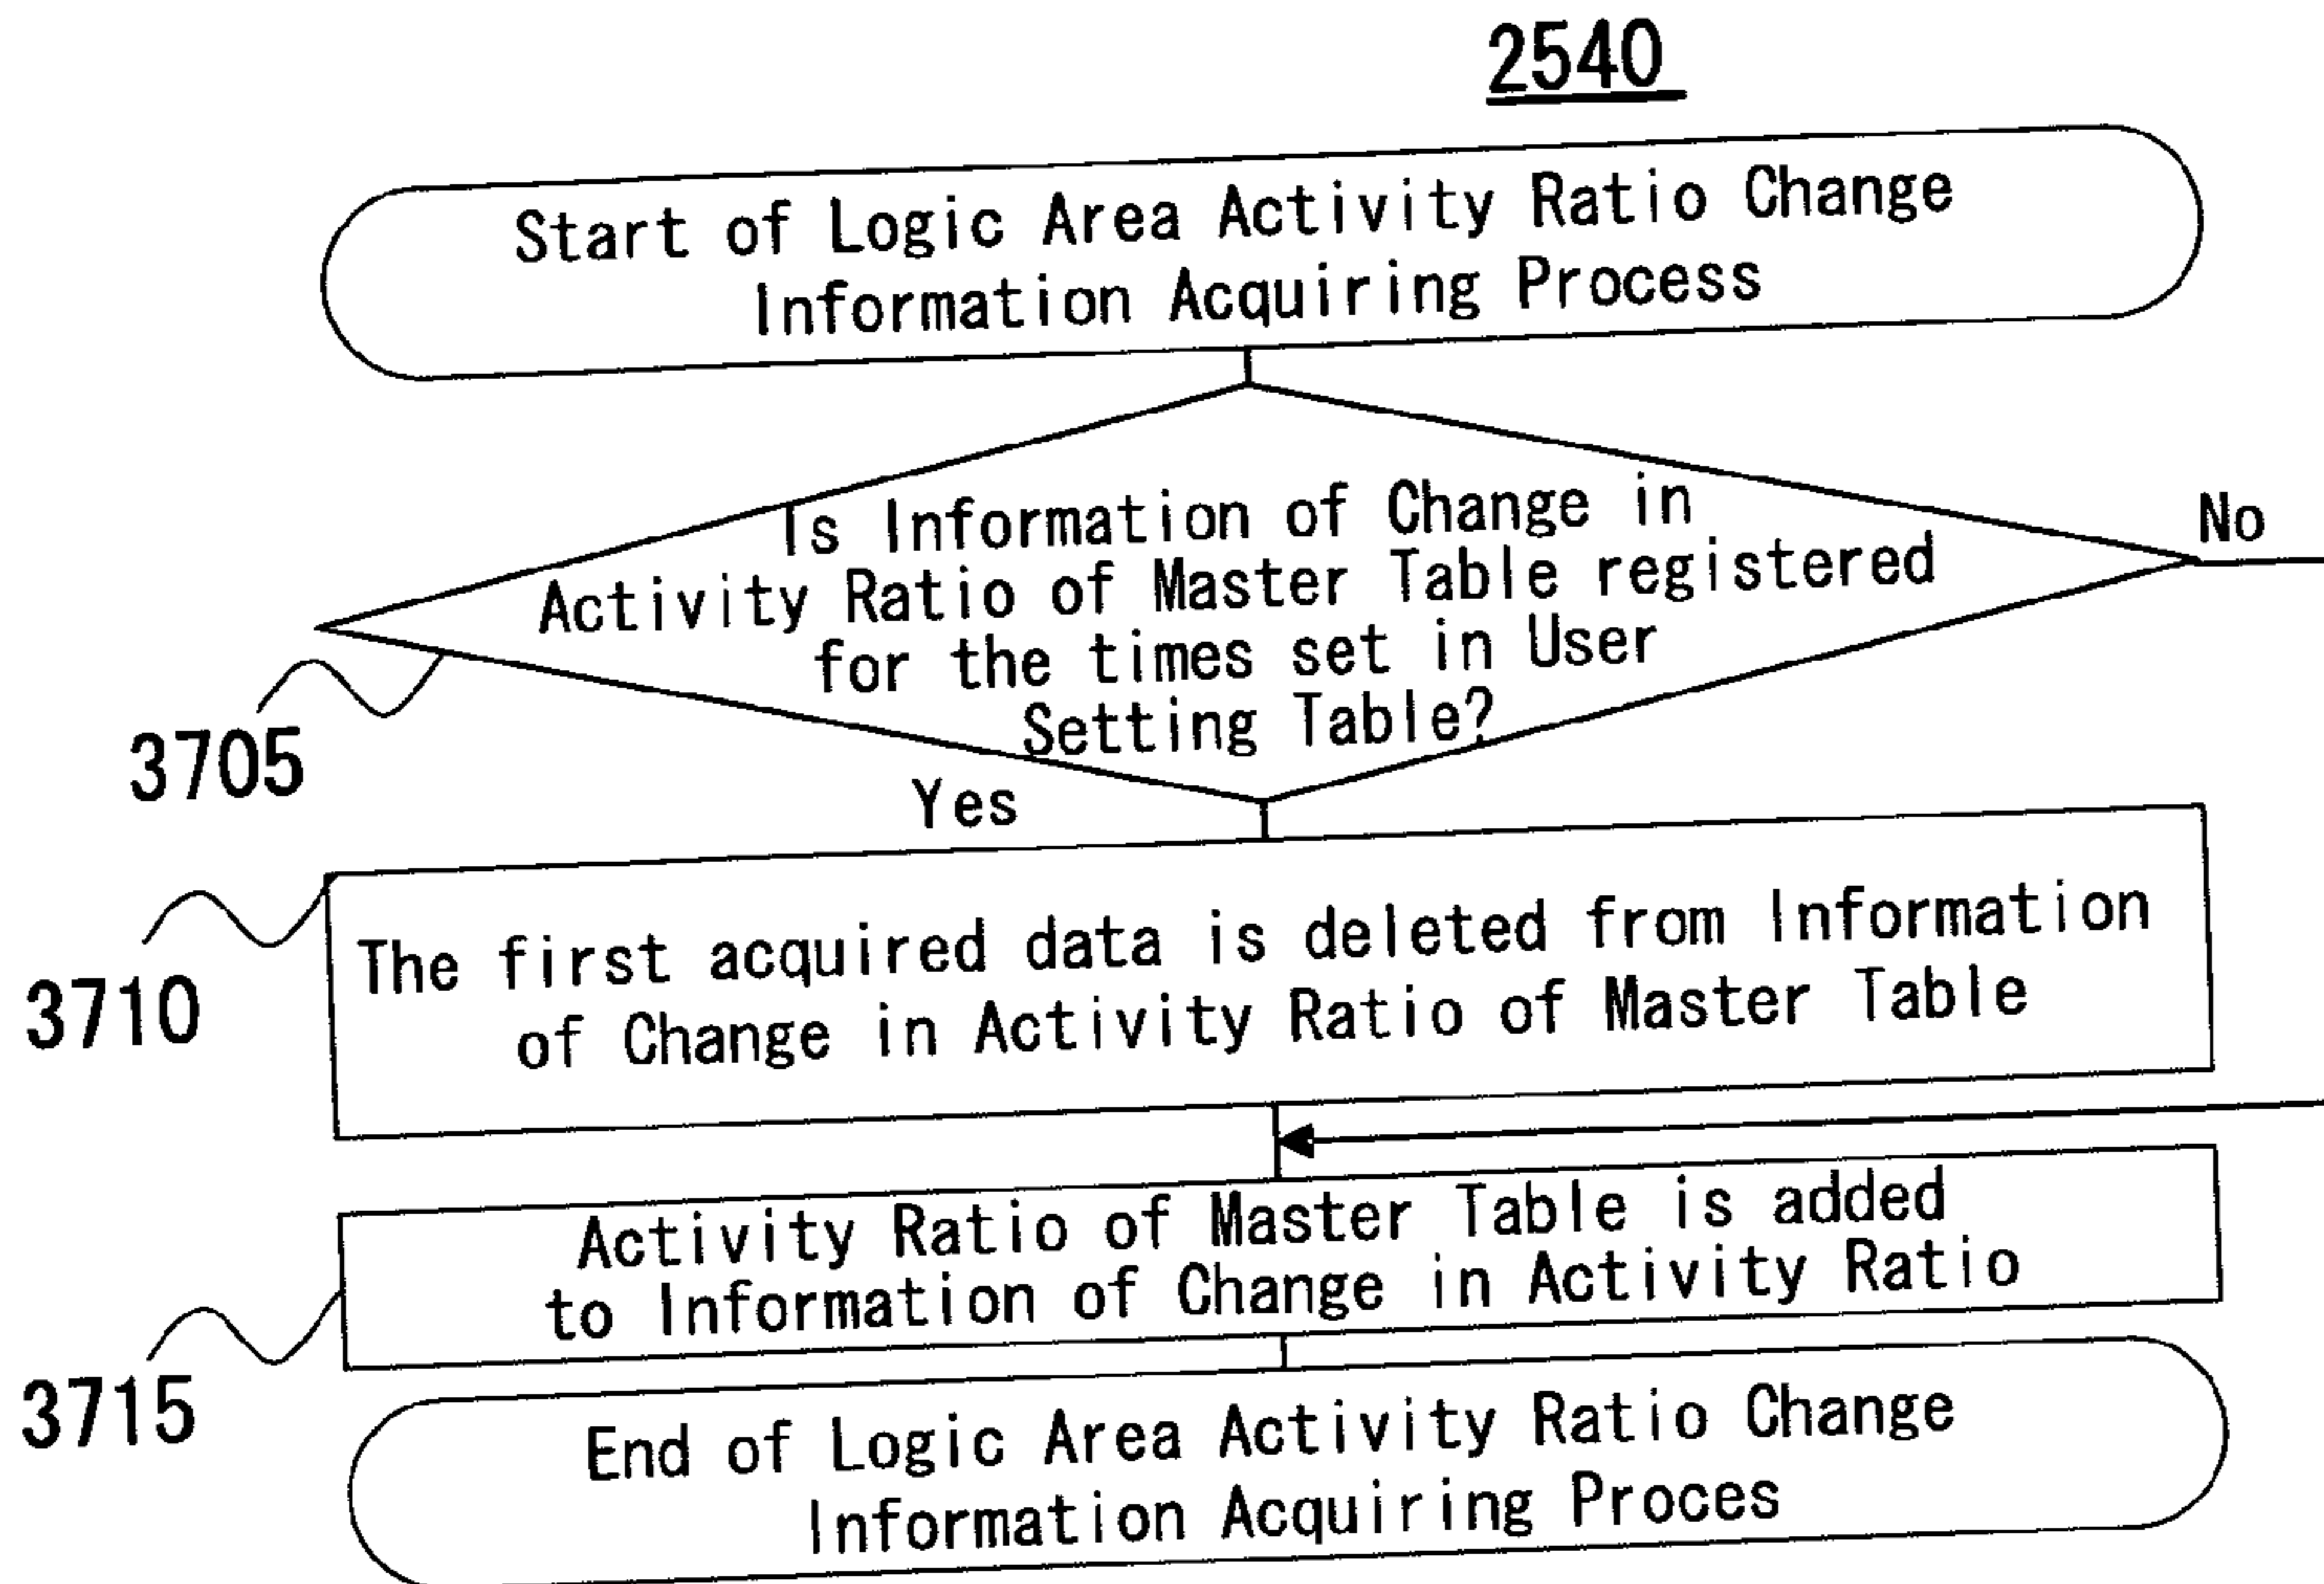 2540
Start of Logic Area Activity Ratio Change
Information Acquiring Process
Is Information of Change in
Activity Ratio of Master Table registered
for the times set in User
Setting Table?
No
3705
Yes
The first acquired data is deleted from Information
of Change in Activity Ratio of Master Table
3710
Activity Ratio of Master Table is added
to Information of Change in Activity Ratio
3715
End of Logic Area Activity Ratio Change
Information Acquiring Proces